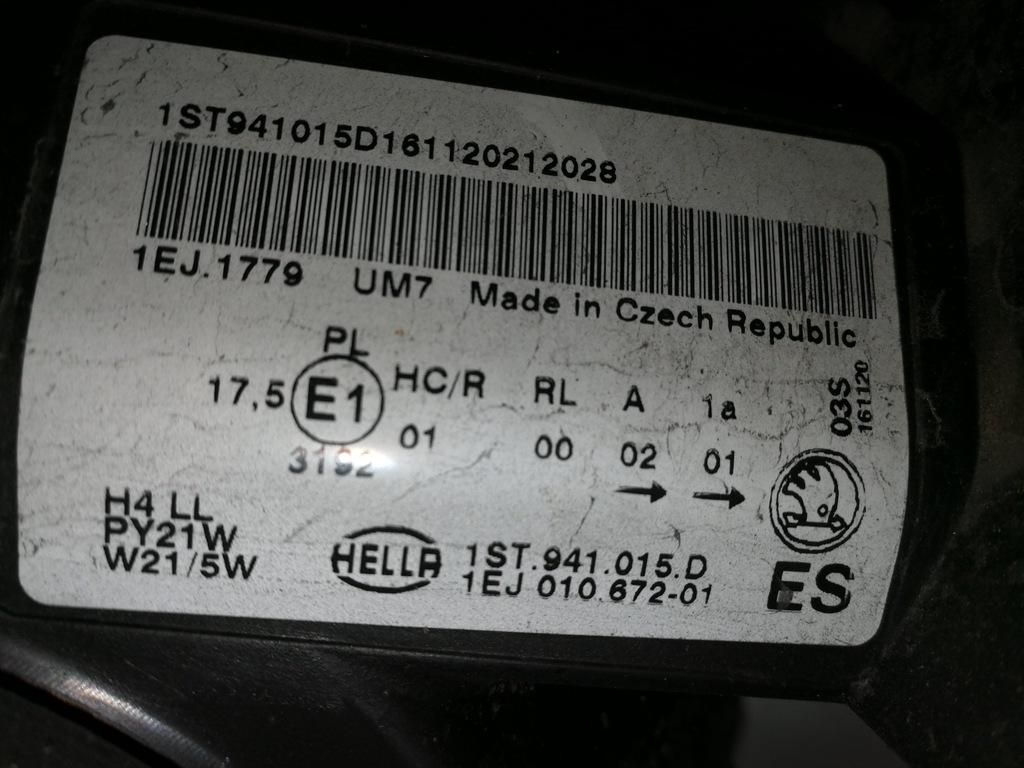 1ST941015D161120212028
1EJ.1779 UM7 Made in Czech Republic
PL
17,5 E1 HC/R RL A 1a
01 00 02 01
3192
→ →
03S
161120
H4 LL
PY21W
W21/5W
HELLA
1ST.941.015.D
1EJ 010.672-01
ES